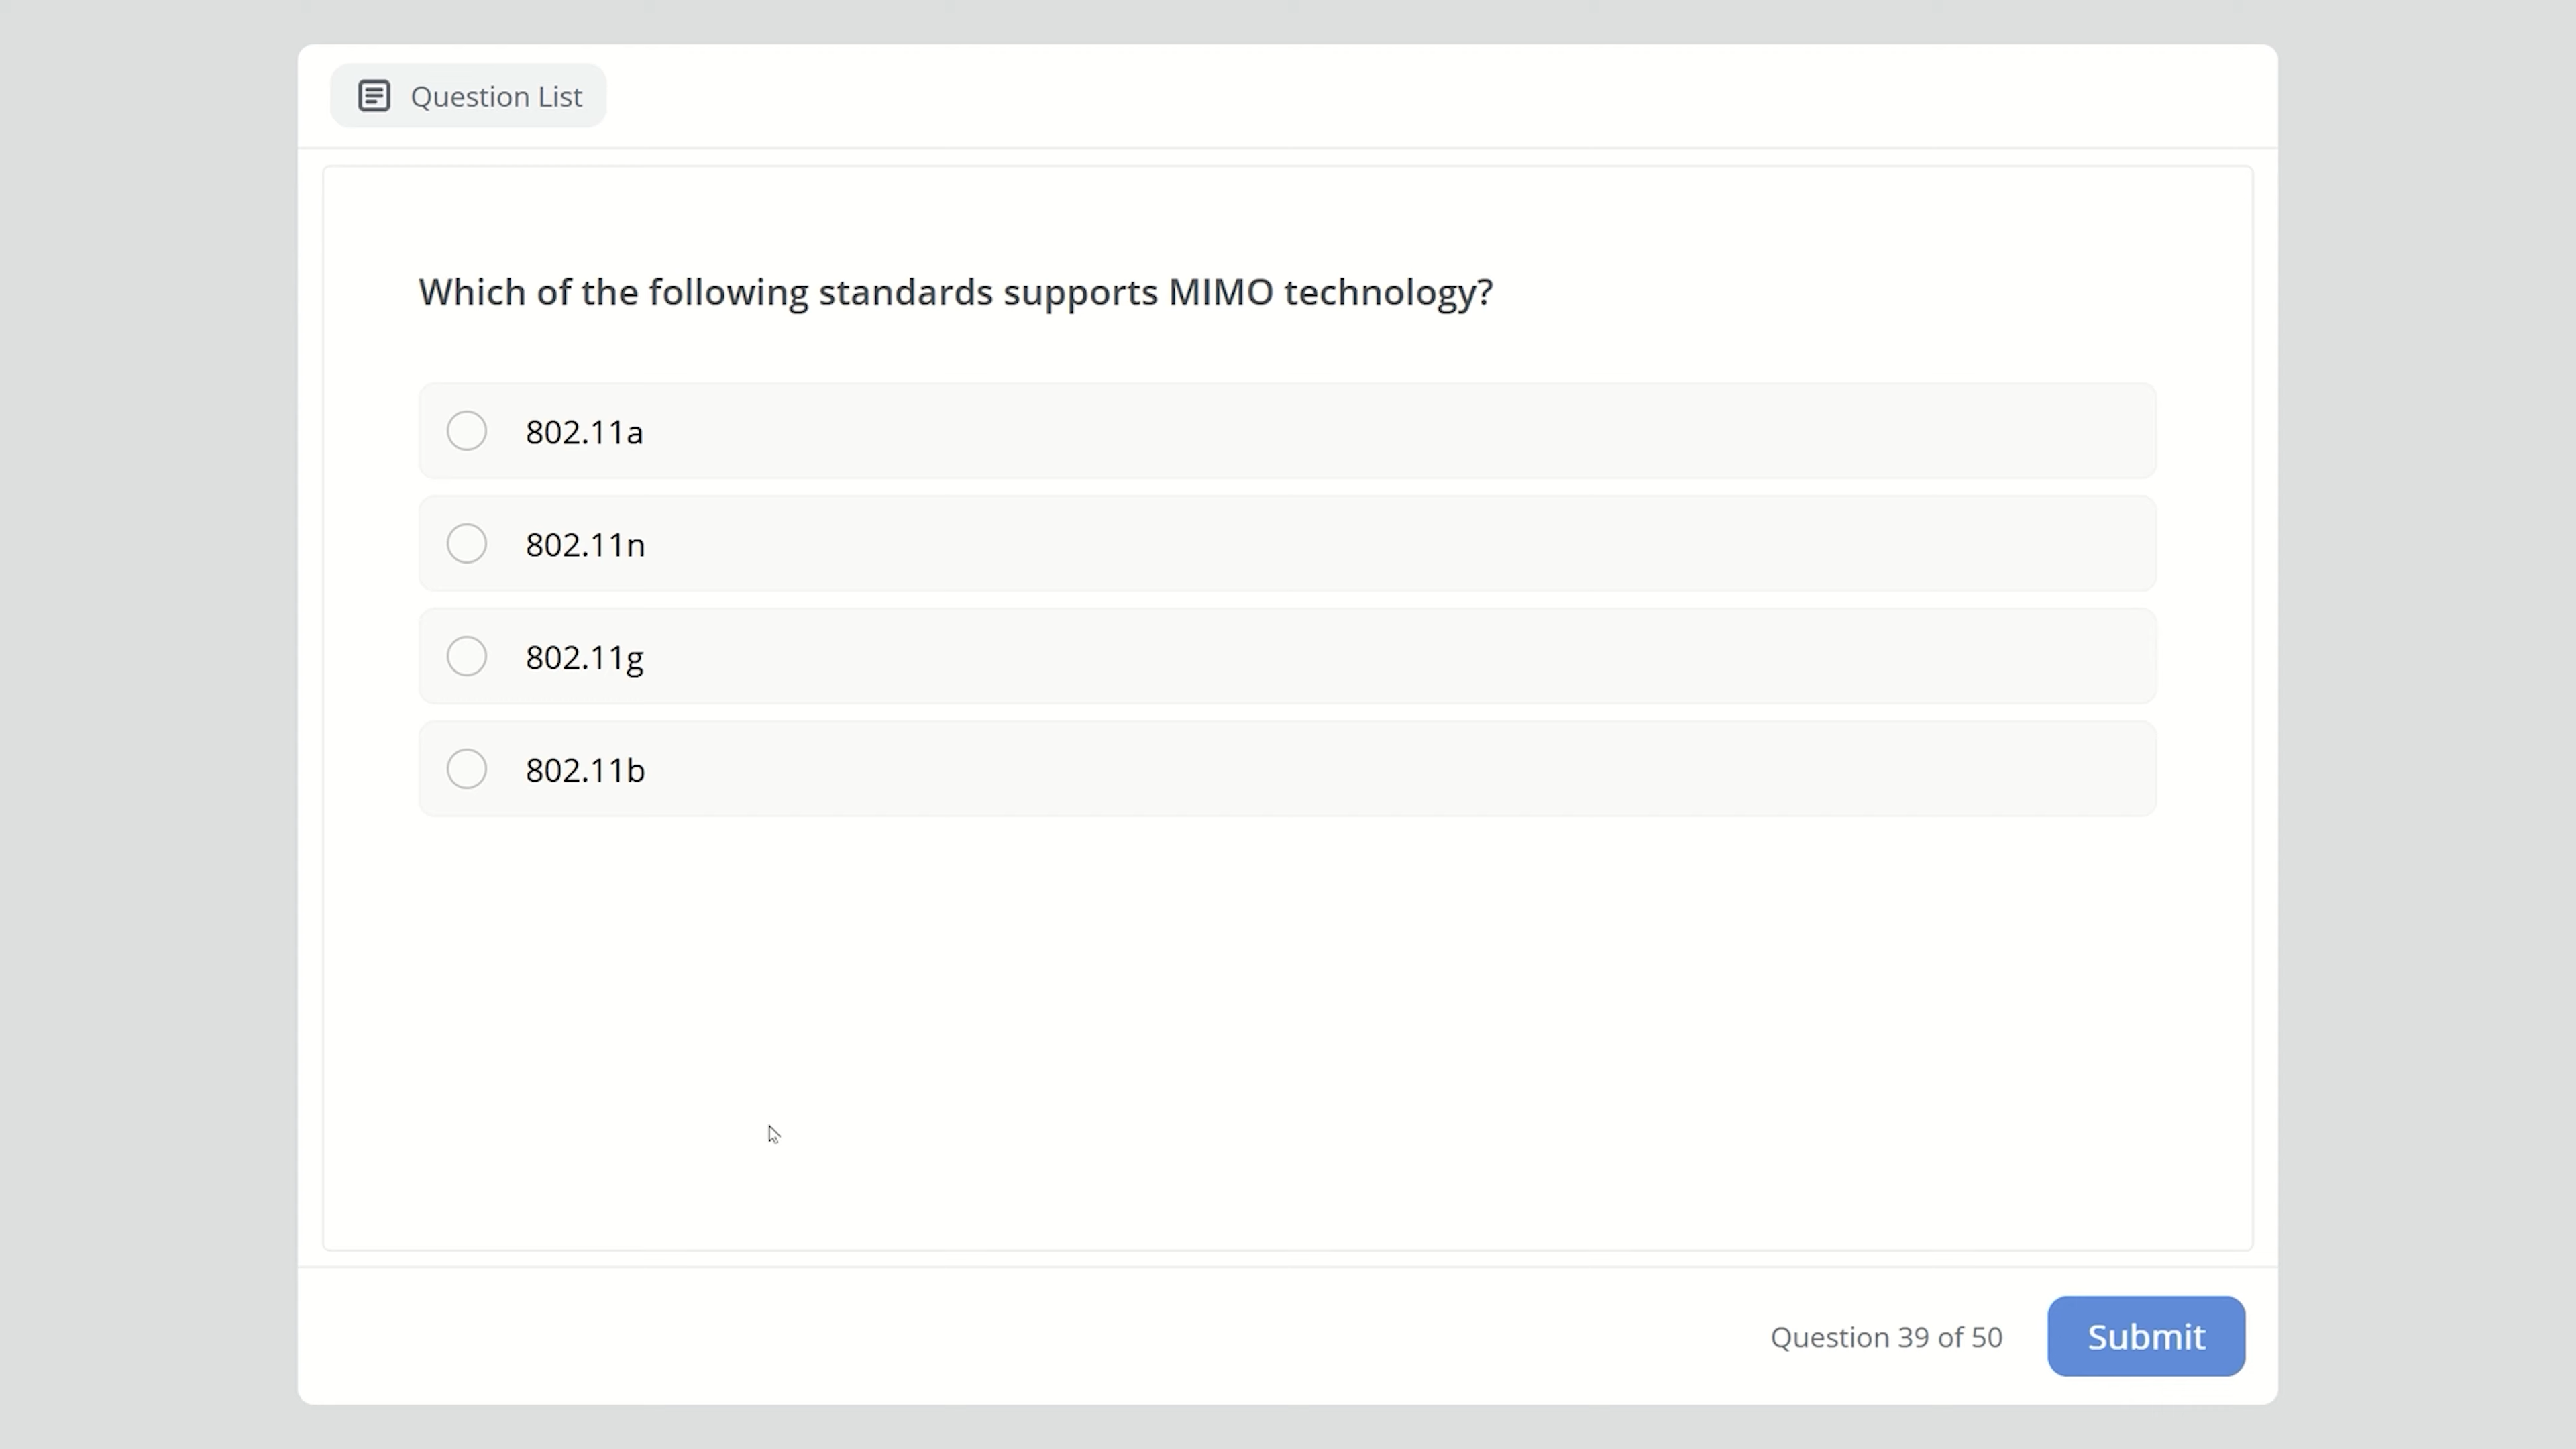 Question List
Which of the following standards supports MIMO technology?
802.11a
802.11n
802.11g
802.11b
Question 39 of 50
Submit